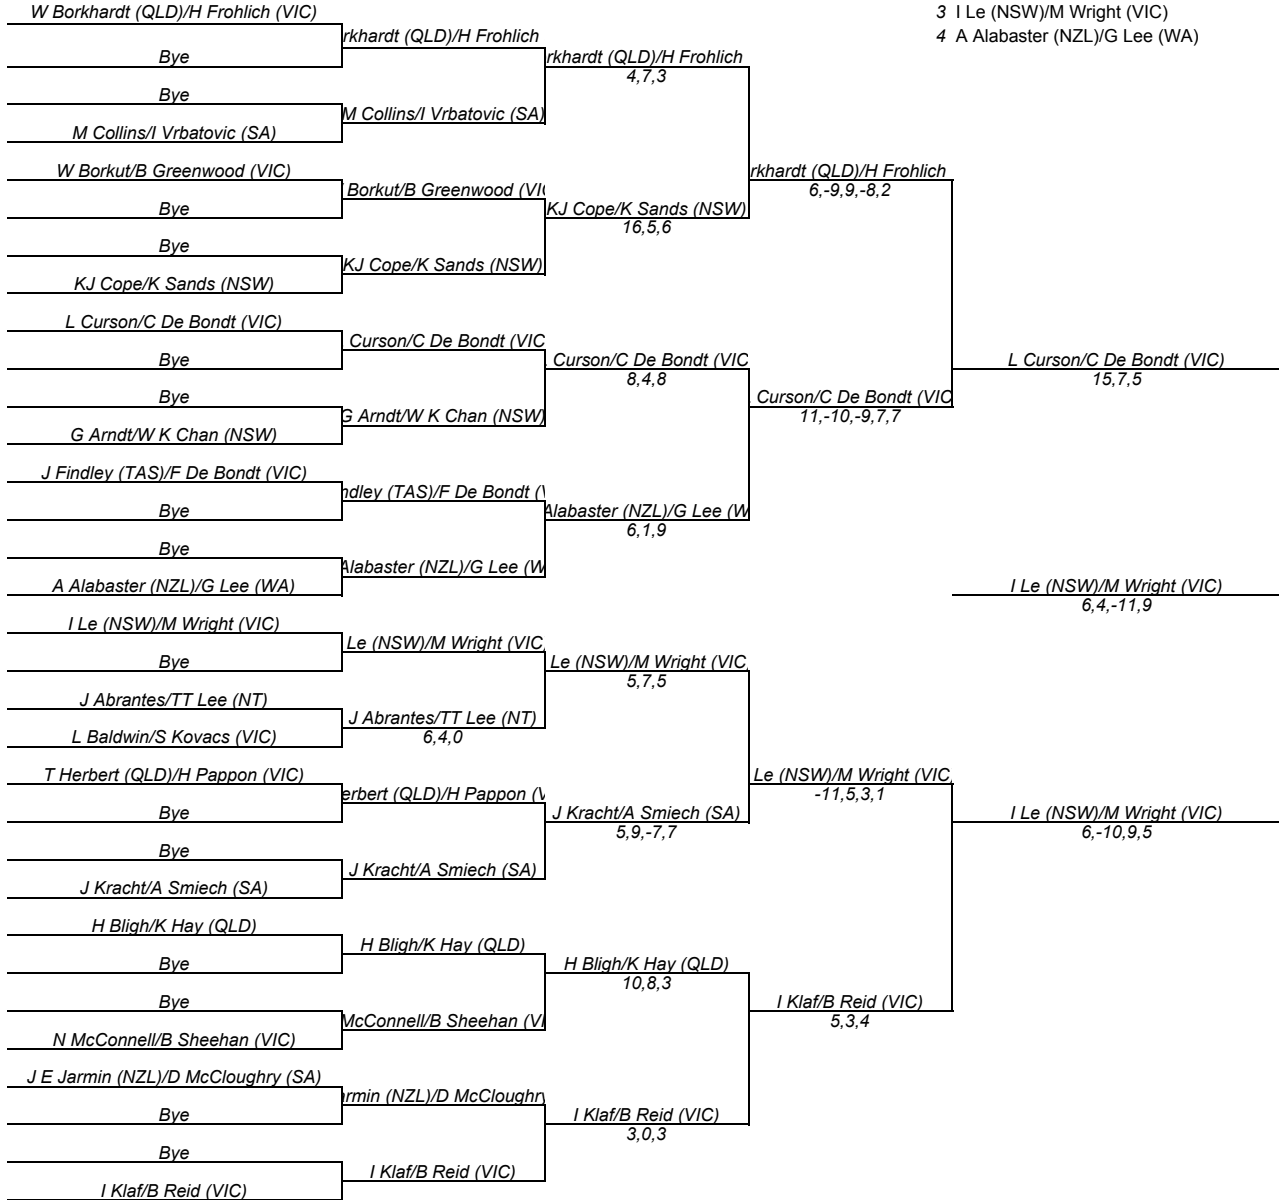 W Borkhardt (QLD)/H Frohlich (VIC)
Bye
Bye
M Collins/I Vrbatovic (SA)
W Borkut/B Greenwood (VIC)
Bye
Bye
KJ Cope/K Sands (NSW)
L Curson/C De Bondt (VIC)
Bye
Bye
G Arndt/W K Chan (NSW)
J Findley (TAS)/F De Bondt (VIC)
Bye
Bye
A Alabaster (NZL)/G Lee (WA)
I Le (NSW)/M Wright (VIC)
Bye
J Abrantes/TT Lee (NT)
L Baldwin/S Kovacs (VIC)
T Herbert (QLD)/H Pappon (VIC)
Bye
Bye
J Kracht/A Smiech (SA)
H Bligh/K Hay (QLD)
Bye
Bye
N McConnell/B Sheehan (VIC)
J E Jarmin (NZL)/D McCloughry (SA)
Bye
Bye
I Klaf/B Reid (VIC)
rkhardt (QLD)/H Frohlich
M Collins/I Vrbatovic (SA)
Borkut/B Greenwood (VIC
KJ Cope/K Sands (NSW)
Curson/C De Bondt (VIC
G Arndt/W K Chan (NSW)
ndley (TAS)/F De Bondt (V
Alabaster (NZL)/G Lee (W
Le (NSW)/M Wright (VIC
J Abrantes/TT Lee (NT)
6,4,0
erbert (QLD)/H Pappon (V
J Kracht/A Smiech (SA)
H Bligh/K Hay (QLD)
McConnell/B Sheehan (VI
armin (NZL)/D McCloughry
I Klaf/B Reid (VIC)
rkhardt (QLD)/H Frohlich
4,7,3
KJ Cope/K Sands (NSW)
16,5,6
Curson/C De Bondt (VIC
8,4,8
Alabaster (NZL)/G Lee (W
6,1,9
Le (NSW)/M Wright (VIC
5,7,5
J Kracht/A Smiech (SA)
5,9,-7,7
H Bligh/K Hay (QLD)
10,8,3
I Klaf/B Reid (VIC)
3,0,3
rkhardt (QLD)/H Frohlich
6,-9,9,-8,2
Curson/C De Bondt (VIC
11,-10,-9,7,7
Le (NSW)/M Wright (VIC
-11,5,3,1
I Klaf/B Reid (VIC)
5,3,4
3 I Le (NSW)/M Wright (VIC)
4 A Alabaster (NZL)/G Lee (WA)
L Curson/C De Bondt (VIC)
15,7,5
I Le (NSW)/M Wright (VIC)
6,4,-11,9
I Le (NSW)/M Wright (VIC)
6,-10,9,5